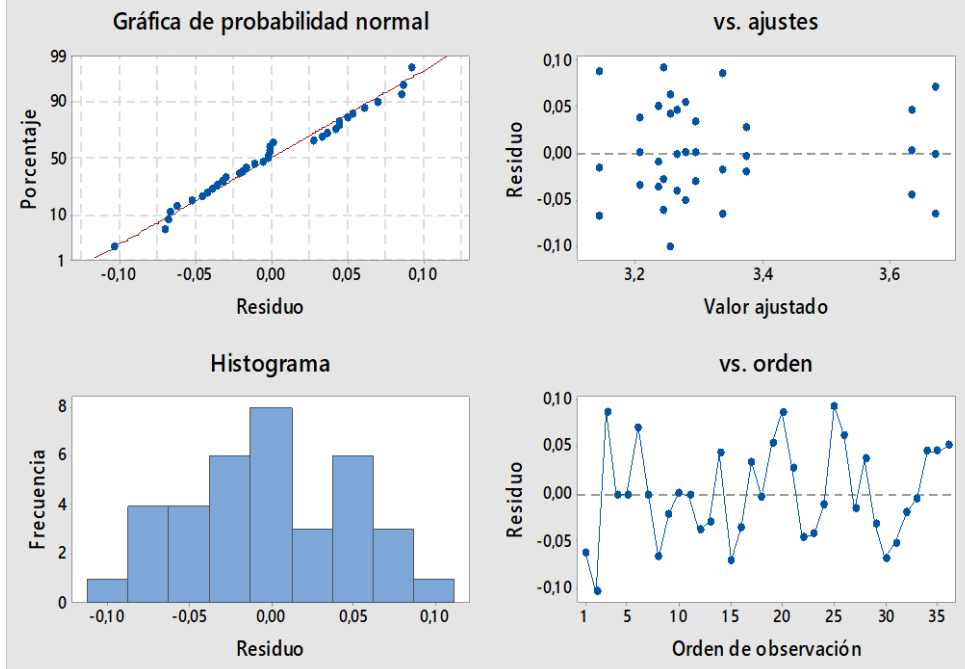 Gráfica de probabilidad normal
99
90
50
10
1
Porcentaje
-0,10 -0,05 0,00 0,05 0,10
Residuo
vs. ajustes
0,10
0,05
0,00
-0,05
-0,10
Residuo
3,2 3,4 3,6
Valor ajustado
Histograma
8
6
4
2
0
Frecuencia
-0,10 -0,05 0,00 0,05 0,10
Residuo
vs. orden
0,10
0,05
0,00
-0,05
-0,10
Residuo
1 5 10 15 20 25 30 35
Orden de observación